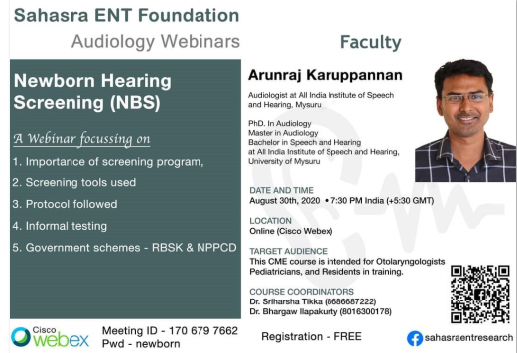 Sahasra ENT Foundation
Audiology Webinars
Faculty
Newborn Hearing
Screening (NBS)
A Webinar focussing on
1. Importance of screening program,
2. Screening tools used
3. Protocol followed
4. Informal testing
5. Government schemes - RBSK & NPPCD
Arunraj Karuppannan
Audiologist at All India Institute of Speech
and Hearing, Mysuru
PhD. In Audiology
Master in Audiology
Bachelor in Speech and Hearing
at All India Institute of Speech and Hearing,
University of Mysuru
DATE AND TIME
August 30th, 2020 • 7:30 PM India (+5:30 GMT)
LOCATION
Online (Cisco Webex)
TARGET AUDIENCE
This CME course is intended for Otolaryngologists
Pediatricians, and Residents in training.
COURSE COORDINATORS
Dr. Sriharsha Tikka (8686687222)
Dr. Bhargaw Ilapakurty (8016300178)
Cisco
webex
Meeting ID - 170 679 7662
Pwd - newborn
Registration - FREE
sahasraentresearch